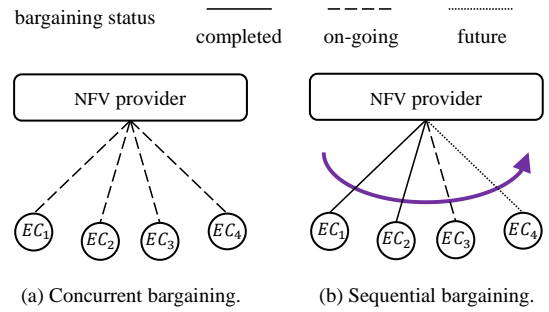 bargaining status
completed on-going future
NFV provider NFV provider
EC₁ EC₂ EC₃ EC₄ EC₁ EC₂ EC₃ EC₄
(a) Concurrent bargaining. (b) Sequential bargaining.